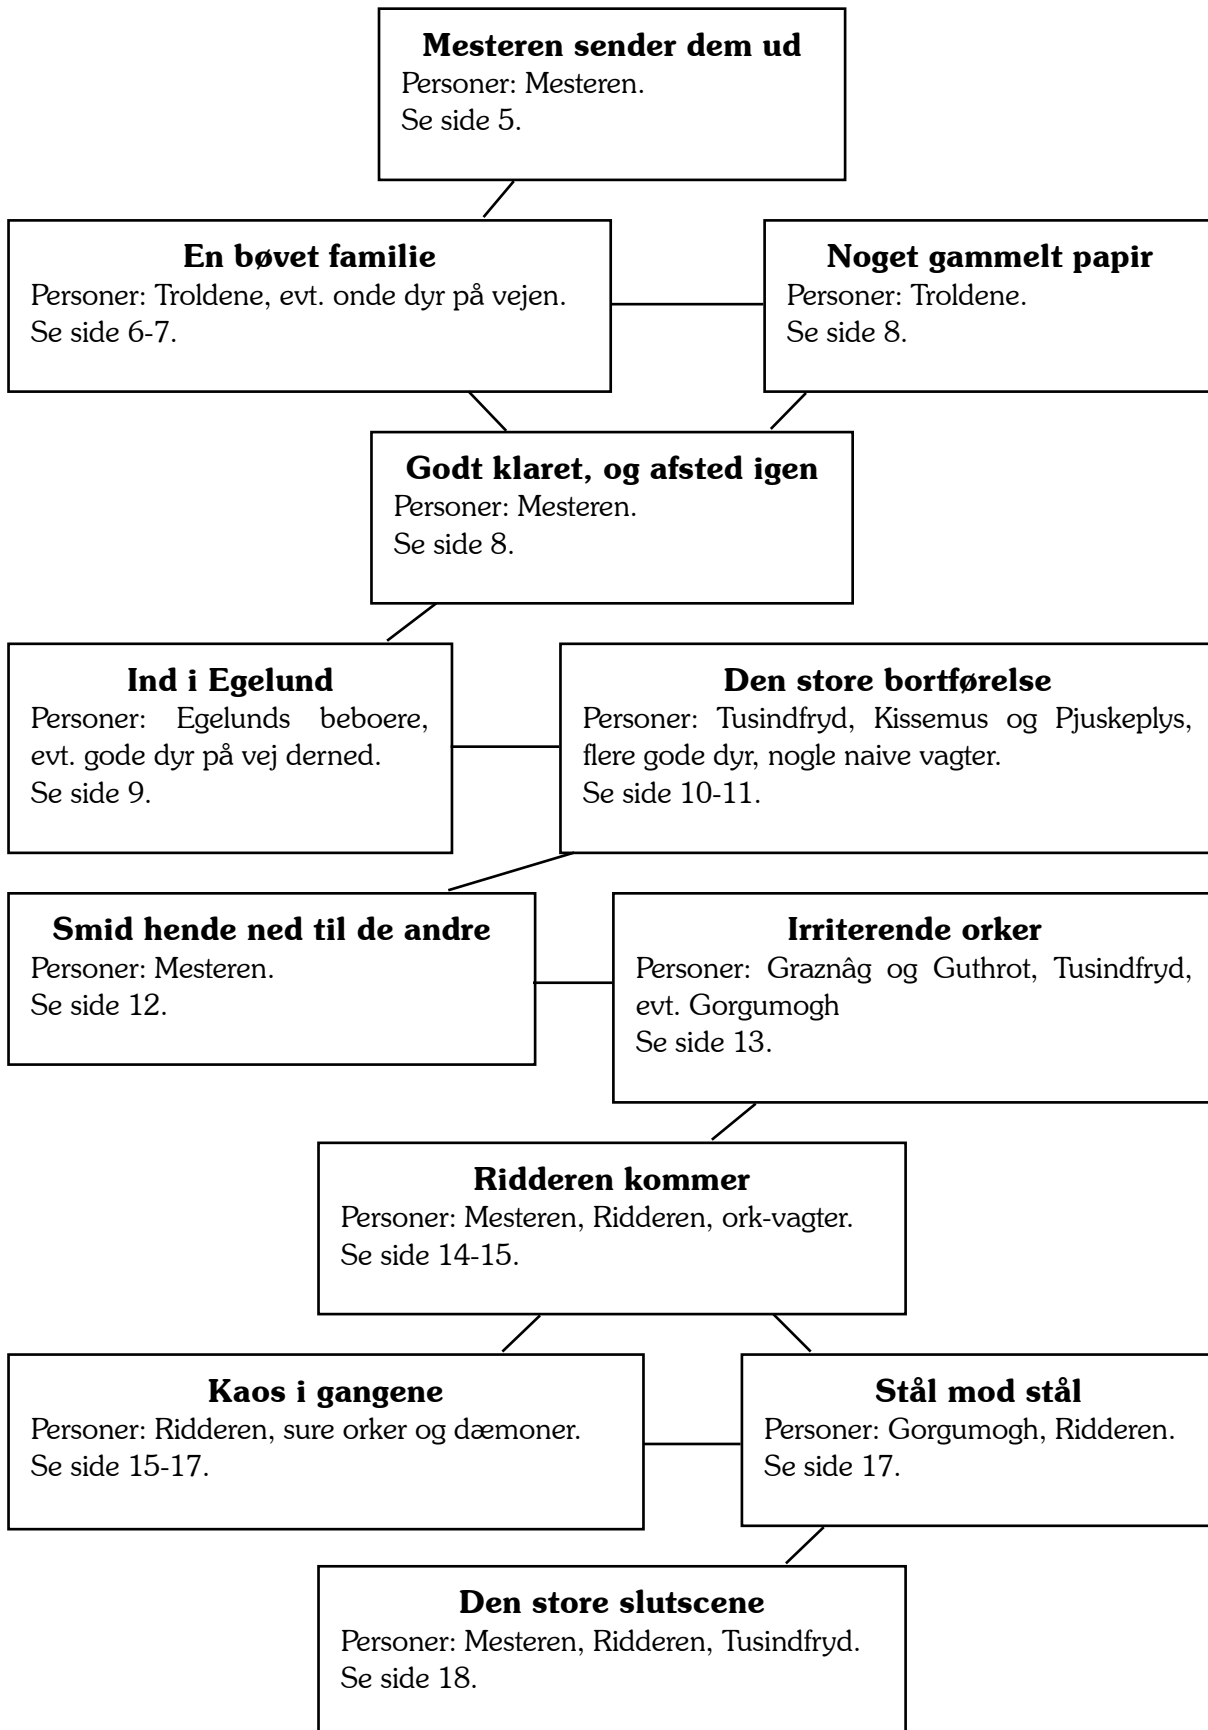 Mesteren sender dem ud
Personer: Mesteren.
Se side 5.
En bøvet familie
Personer: Troldene, evt. onde dyr på vejen.
Se side 6-7.
Noget gammelt papir
Personer: Troldene.
Se side 8.
Godt klaret, og afsted igen
Personer: Mesteren.
Se side 8.
Ind i Egelund
Personer: Egelunds beboere,
evt. gode dyr på vej derned.
Se side 9.
Den store bortførelse
Personer: Tusindfryd, Kissemus og Pjuskeplys,
flere gode dyr, nogle naive vagter.
Se side 10-11.
Smid hende ned til de andre
Personer: Mesteren.
Se side 12.
Irriterende orker
Personer: Graznâg og Guthrot, Tusindfryd,
evt. Gorgumogh
Se side 13.
Ridderen kommer
Personer: Mesteren, Ridderen, ork-vagter.
Se side 14-15.
Kaos i gangene
Personer: Ridderen, sure orker og dæmoner.
Se side 15-17.
Stål mod stål
Personer: Gorgumogh, Ridderen.
Se side 17.
Den store slutscene
Personer: Mesteren, Ridderen, Tusindfryd.
Se side 18.